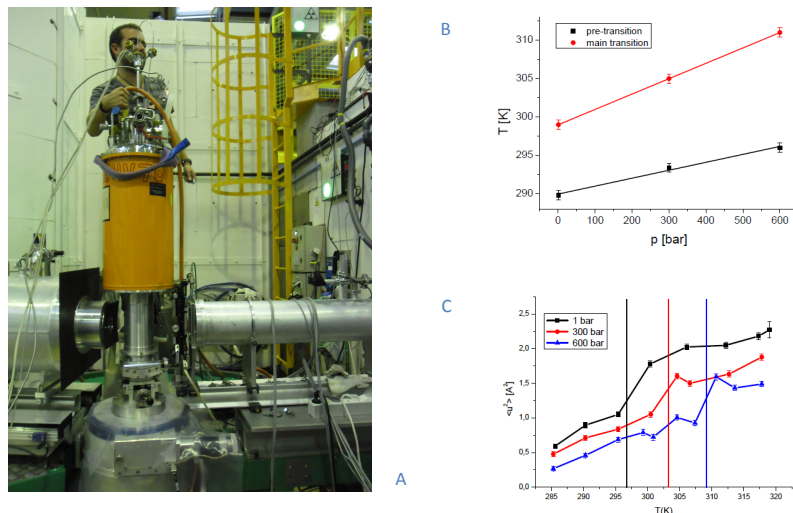 A
B
pre-transition
main transition
T [K]
310
305
300
295
290
0
100
200
300
400
500
600
p [bar]
C
1 bar
300 bar
600 bar
<u²> [A²]
2,5
2,0
1,5
1,0
0,5
0,0
285
290
295
300
305
310
315
320
T(K)